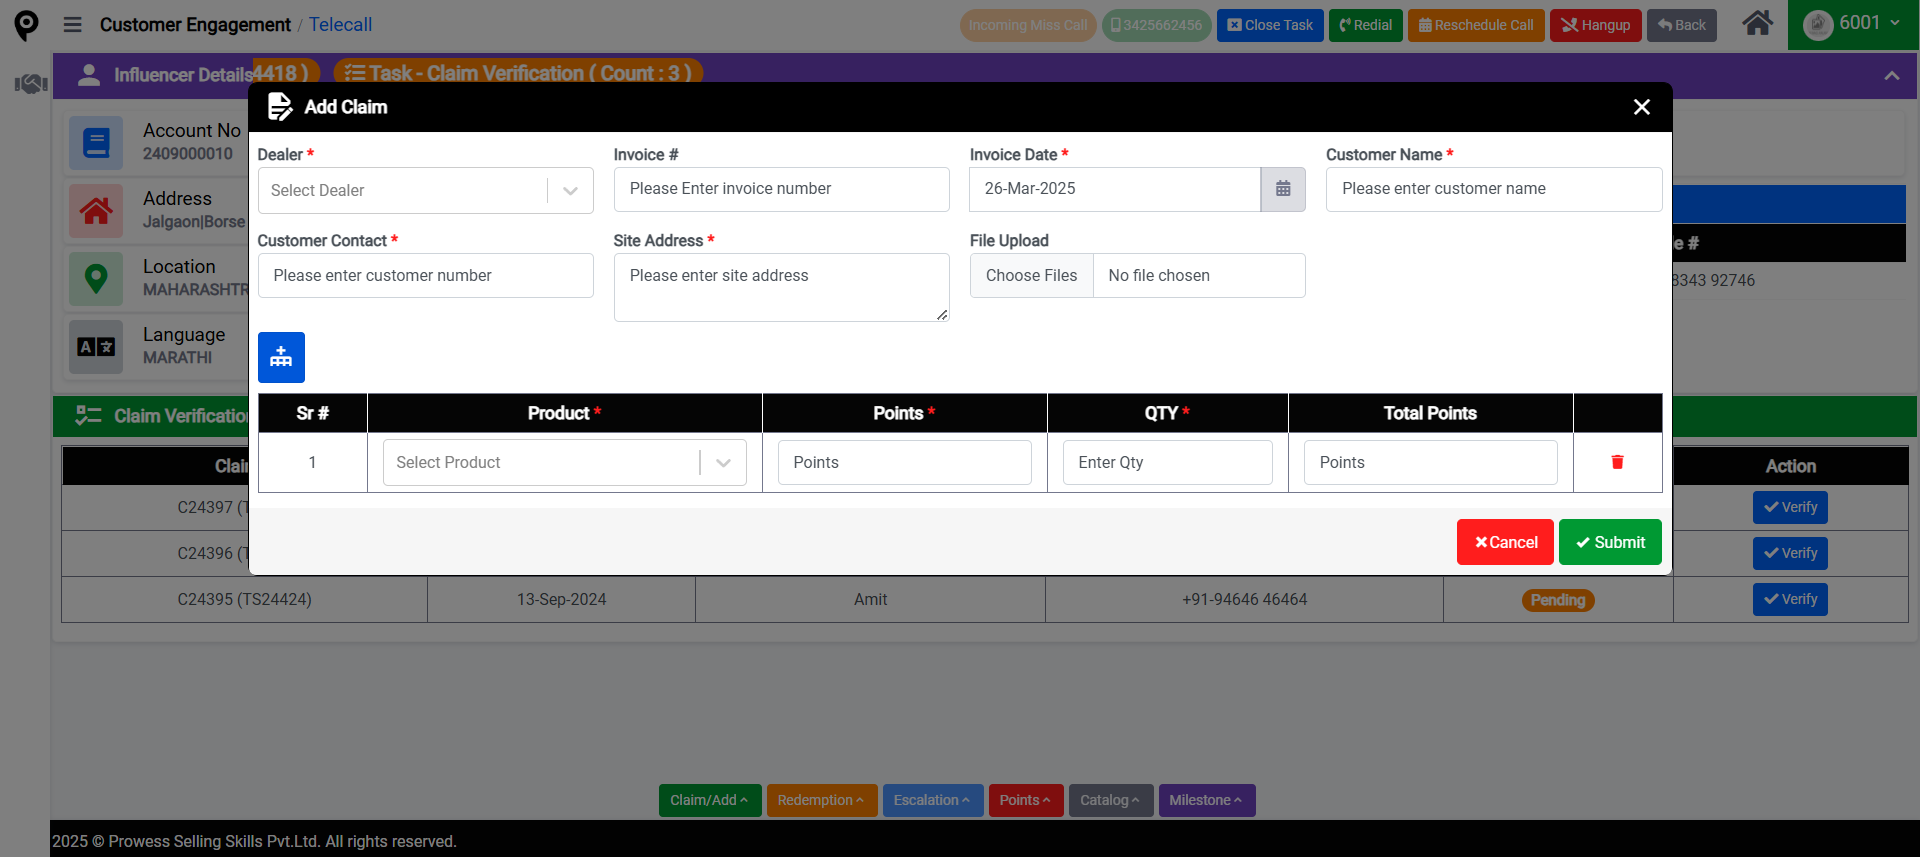 Customer Engagement / Telecall
Incoming Miss Call
3425662456
Close Task
Redial
Reschedule Call
Hangup
Back
6001
Influencer Details
4418 )
Task - Claim Verification ( Count : 3 )
Add Claim
Account No
2409000010
Address
Jalgaon|Borse
Location
MAHARASHTR
Language
MARATHI
Dealer *
Select Dealer
Invoice #
Please Enter invoice number
Invoice Date *
26-Mar-2025
Customer Name *
Please enter customer name
Customer Contact *
Please enter customer number
Site Address *
Please enter site address
File Upload
Choose Files No file chosen
e #
8343 92746
Sr # Product * Points * QTY * Total Points
1 Select Product Points Enter Qty Points
Cancel
Submit
Claim Verification
Clai
Action
C24397 (T
Verify
C24396 (T
Verify
C24395 (TS24424) 13-Sep-2024 Amit +91-94646 46464 Pending Verify
Claim/Add
Redemption
Escalation
Points
Catalog
Milestone
2025 © Prowess Selling Skills Pvt.Ltd. All rights reserved.